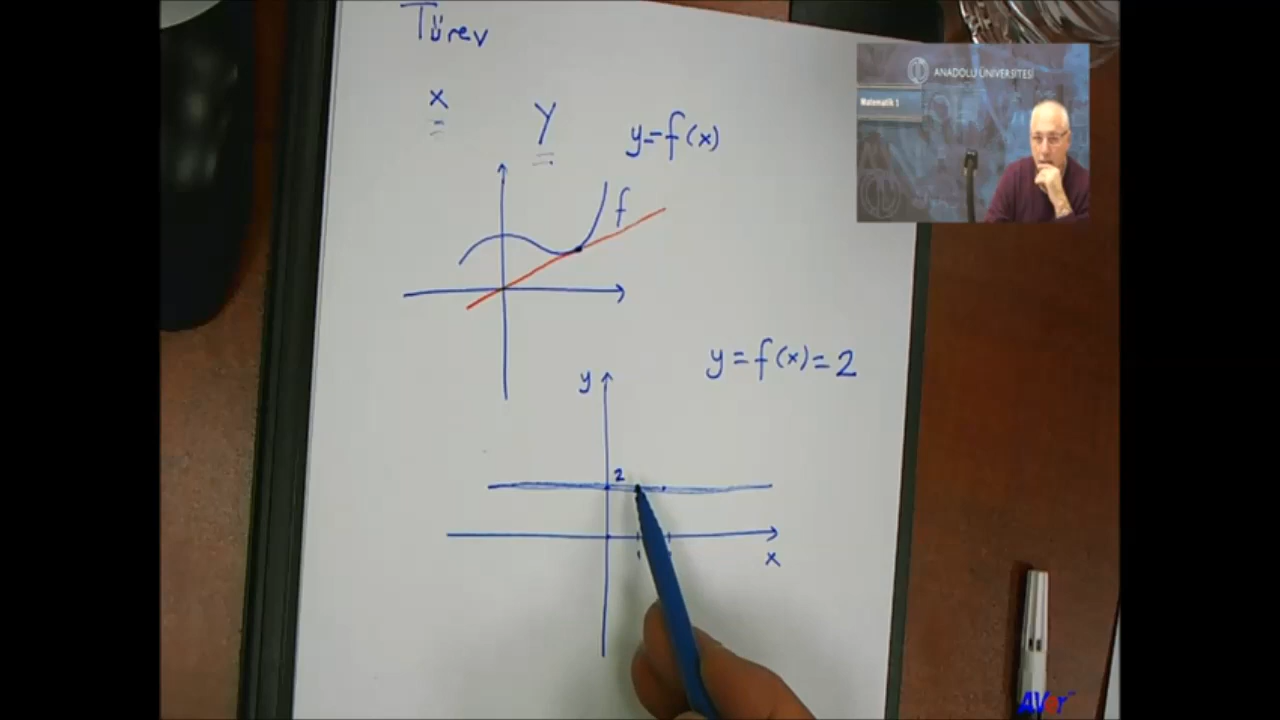 Türev
ANADOLU ÜNİVERSİTESİ
Matematik 1
x
y
y=f(x)
f
y=f(x)=2
y
2
x